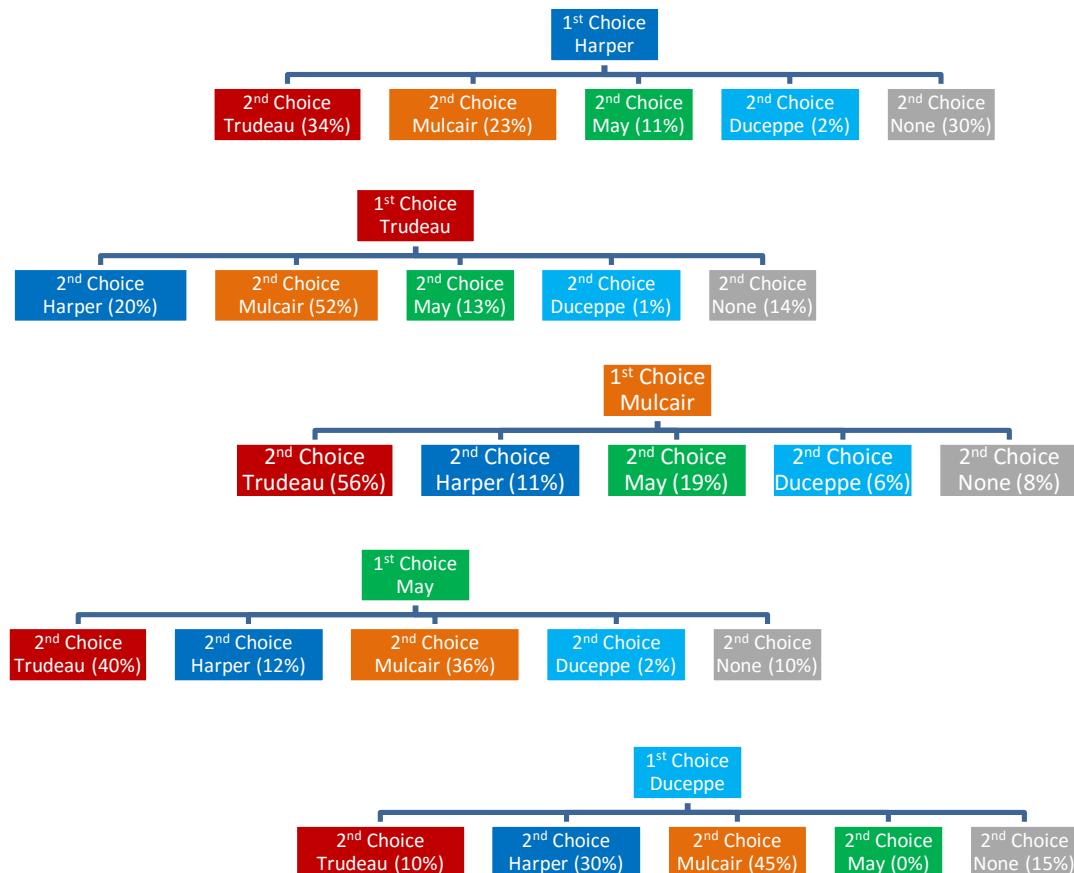 1st Choice
Harper
2nd Choice
Trudeau (34%)
2nd Choice
Mulcair (23%)
2nd Choice
May (11%)
2nd Choice
Duceppe (2%)
2nd Choice
None (30%)
1st Choice
Trudeau
2nd Choice
Harper (20%)
2nd Choice
Mulcair (52%)
2nd Choice
May (13%)
2nd Choice
Duceppe (1%)
2nd Choice
None (14%)
1st Choice
Mulcair
2nd Choice
Trudeau (56%)
2nd Choice
Harper (11%)
2nd Choice
May (19%)
2nd Choice
Duceppe (6%)
2nd Choice
None (8%)
1st Choice
May
2nd Choice
Trudeau (40%)
2nd Choice
Harper (12%)
2nd Choice
Mulcair (36%)
2nd Choice
Duceppe (2%)
2nd Choice
None (10%)
1st Choice
Duceppe
2nd Choice
Trudeau (10%)
2nd Choice
Harper (30%)
2nd Choice
Mulcair (45%)
2nd Choice
May (0%)
2nd Choice
None (15%)